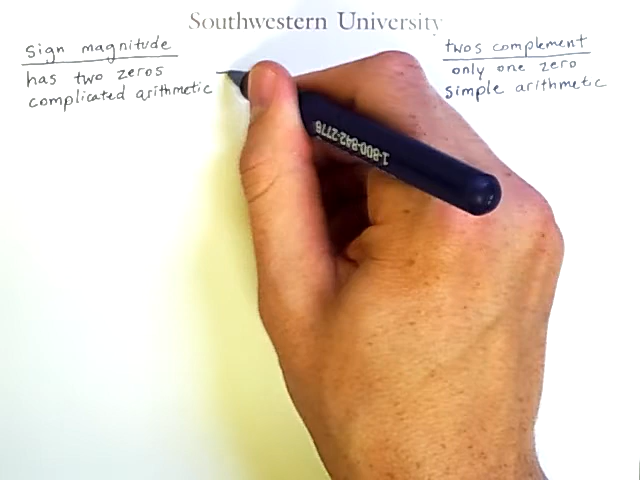 Southwestern University
sign magnitude
has two zeros
complicated arithmetic
twos complement
only one zero
simple arithmetic
1-800-842-2776